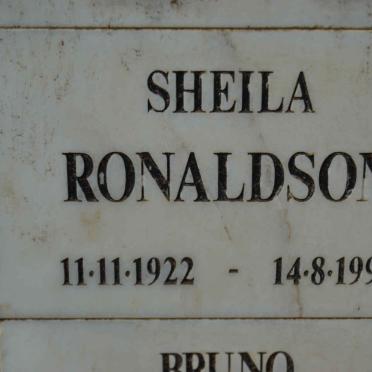 SHEILA
RONALDSON
11·11·1922 - 14·8·199
BRUNO